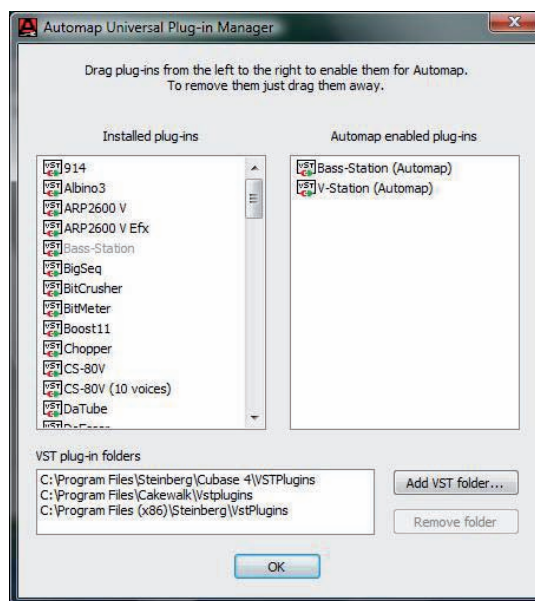 Automap Universal Plug-in Manager
Drag plug-ins from the left to the right to enable them for Automap.
To remove them just drag them away.
Installed plug-ins
914
Albino3
ARP2600 V
ARP2600 V Efx
Bass-Station
BigSeq
BitCrusher
BitMeter
Boost11
Chopper
CS-80V
CS-80V (10 voices)
DaTube
Automap enabled plug-ins
Bass-Station (Automap)
V-Station (Automap)
VST plug-in folders
C:\Program Files\Steinberg\Cubase 4\VSTPlugins
C:\Program Files\Cakewalk\Vstplugins
C:\Program Files (x86)\Steinberg\VstPlugins
Add VST folder...
Remove folder
OK